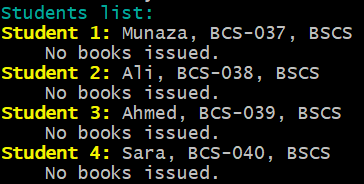 Students list:
Student 1: Munaza, BCS-037, BSCS
No books issued.
Student 2: Ali, BCS-038, BSCS
No books issued.
Student 3: Ahmed, BCS-039, BSCS
No books issued.
Student 4: Sara, BCS-040, BSCS
No books issued.